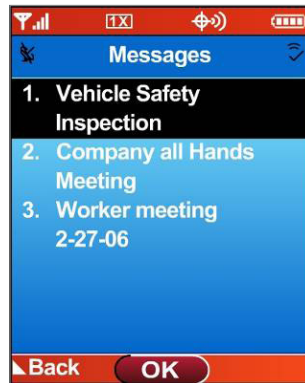 1X
Messages
1. Vehicle Safety
Inspection
2. Company all Hands
Meeting
3. Worker meeting
2-27-06
Back OK